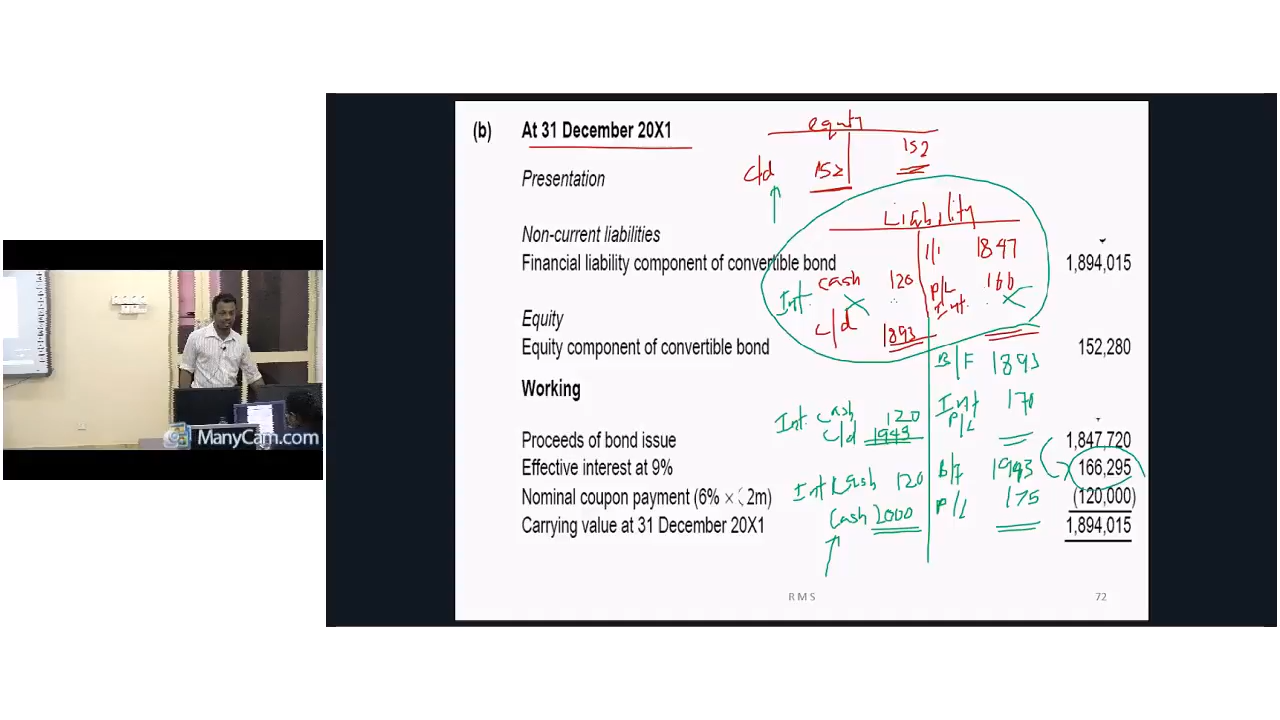 (b) At 31 December 20X1
equity
c/d 152 152
Presentation
Liability
Non-current liabilities
1847
Financial liability component of convertible bond 1,894,015
Int. cash 120 P/L Int. 166
Equity
c/d 1893
Equity component of convertible bond 152,280
B/F 1893
Working
Int P/L 170
Int. cash 120
c/d 1943
Proceeds of bond issue 1,847,720
Effective interest at 9% 166,295
B/f 1943
Int cash 120
Nominal coupon payment (6% × 2m) (120,000)
P/L 175
Cash 2000
Carrying value at 31 December 20X1 1,894,015
R M S 72
ManyCam.com